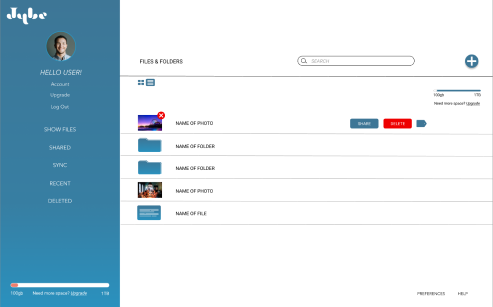 Jybe
HELLO USER!
Account
Upgrade
Log Out
SHOW FILES
SHARED
SYNC
RECENT
DELETED
100gb Need more space? Upgrade 1TB
FILES & FOLDERS
SEARCH
100gb 1TB
Need more space? Upgrade
NAME OF PHOTO SHARE DELETE
NAME OF FOLDER
NAME OF FOLDER
NAME OF PHOTO
NAME OF FILE
PREFERENCES HELP